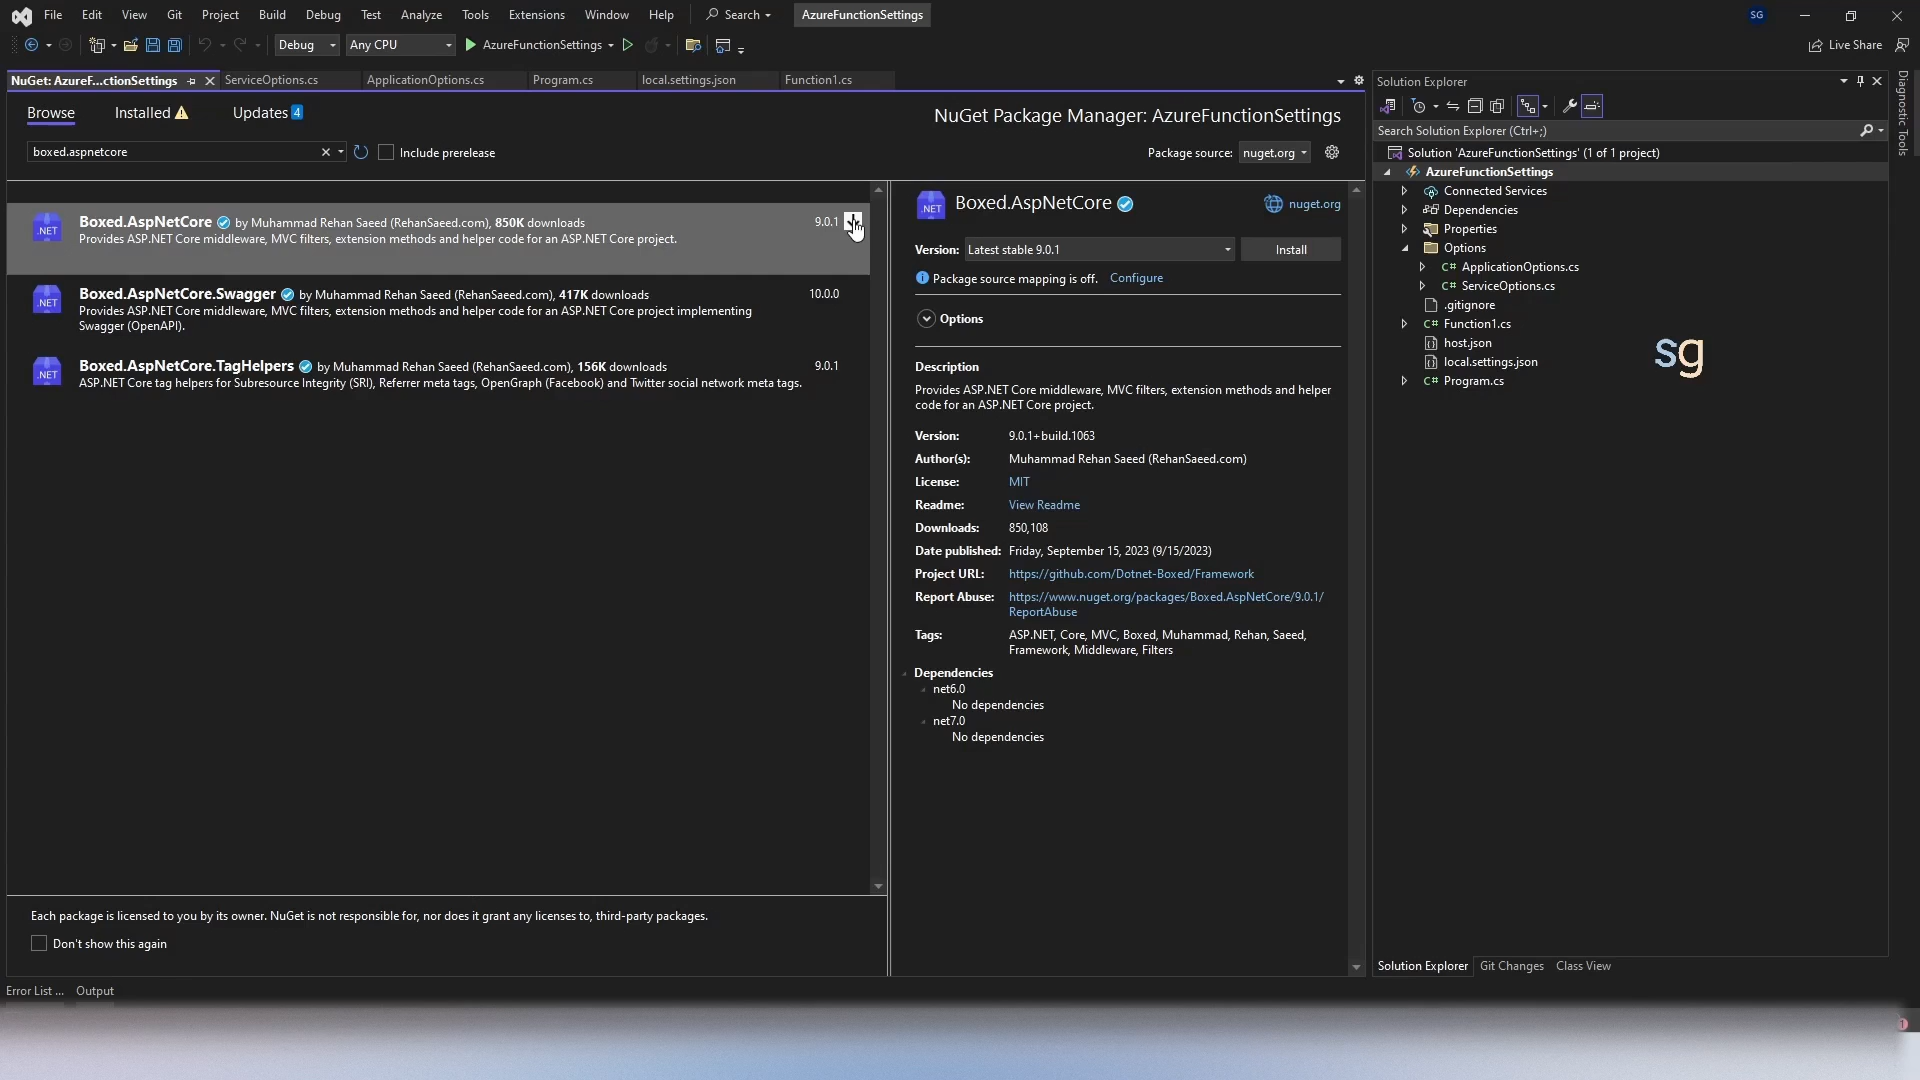 File Edit View Git Project Build Debug Test Analyze Tools Extensions Window Help Search AzureFunctionSettings SG
Debug Any CPU AzureFunctionSettings Live Share
NuGet: AzureF...ctionSettings ServiceOptions.cs ApplicationOptions.cs Program.cs local.settings.json Function1.cs
Browse Installed Updates 4
NuGet Package Manager: AzureFunctionSettings
boxed.aspnetcore Include prerelease
Package source: nuget.org
Boxed.AspNetCore by Muhammad Rehan Saeed (RehanSaeed.com), 850K downloads 9.0.1
Provides ASP.NET Core middleware, MVC filters, extension methods and helper code for an ASP.NET Core project.
.NET
Boxed.AspNetCore.Swagger by Muhammad Rehan Saeed (RehanSaeed.com), 417K downloads 10.0.0
Provides ASP.NET Core middleware, MVC filters, extension methods and helper code for an ASP.NET Core project implementing
Swagger (OpenAPI).
.NET
Boxed.AspNetCore.TagHelpers by Muhammad Rehan Saeed (RehanSaeed.com), 156K downloads 9.0.1
ASP.NET Core tag helpers for Subresource Integrity (SRI), Referrer meta tags, OpenGraph (Facebook) and Twitter social network meta tags.
.NET
Each package is licensed to you by its owner. NuGet is not responsible for, nor does it grant any licenses to, third-party packages.
Don't show this again
.NET Boxed.AspNetCore nuget.org
Version: Latest stable 9.0.1 Install
Package source mapping is off. Configure
Options
Description
Provides ASP.NET Core middleware, MVC filters, extension methods and helper
code for an ASP.NET Core project.
Version: 9.0.1+build.1063
Author(s): Muhammad Rehan Saeed (RehanSaeed.com)
License: MIT
Readme: View Readme
Downloads: 850,108
Date published: Friday, September 15, 2023 (9/15/2023)
Project URL: https://github.com/Dotnet-Boxed/Framework
Report Abuse: https://www.nuget.org/packages/Boxed.AspNetCore/9.0.1/
ReportAbuse
Tags: ASP.NET, Core, MVC, Boxed, Muhammad, Rehan, Saeed,
Framework, Middleware, Filters
Dependencies
net6.0
No dependencies
net7.0
No dependencies
Solution Explorer
Search Solution Explorer (Ctrl+;)
Solution 'AzureFunctionSettings' (1 of 1 project)
AzureFunctionSettings
Connected Services
Dependencies
Properties
Options
C# ApplicationOptions.cs
C# ServiceOptions.cs
.gitignore
C# Function1.cs
host.json
local.settings.json
C# Program.cs
sg
Solution Explorer Git Changes Class View
Diagnostic Tools
Error List ... Output
1